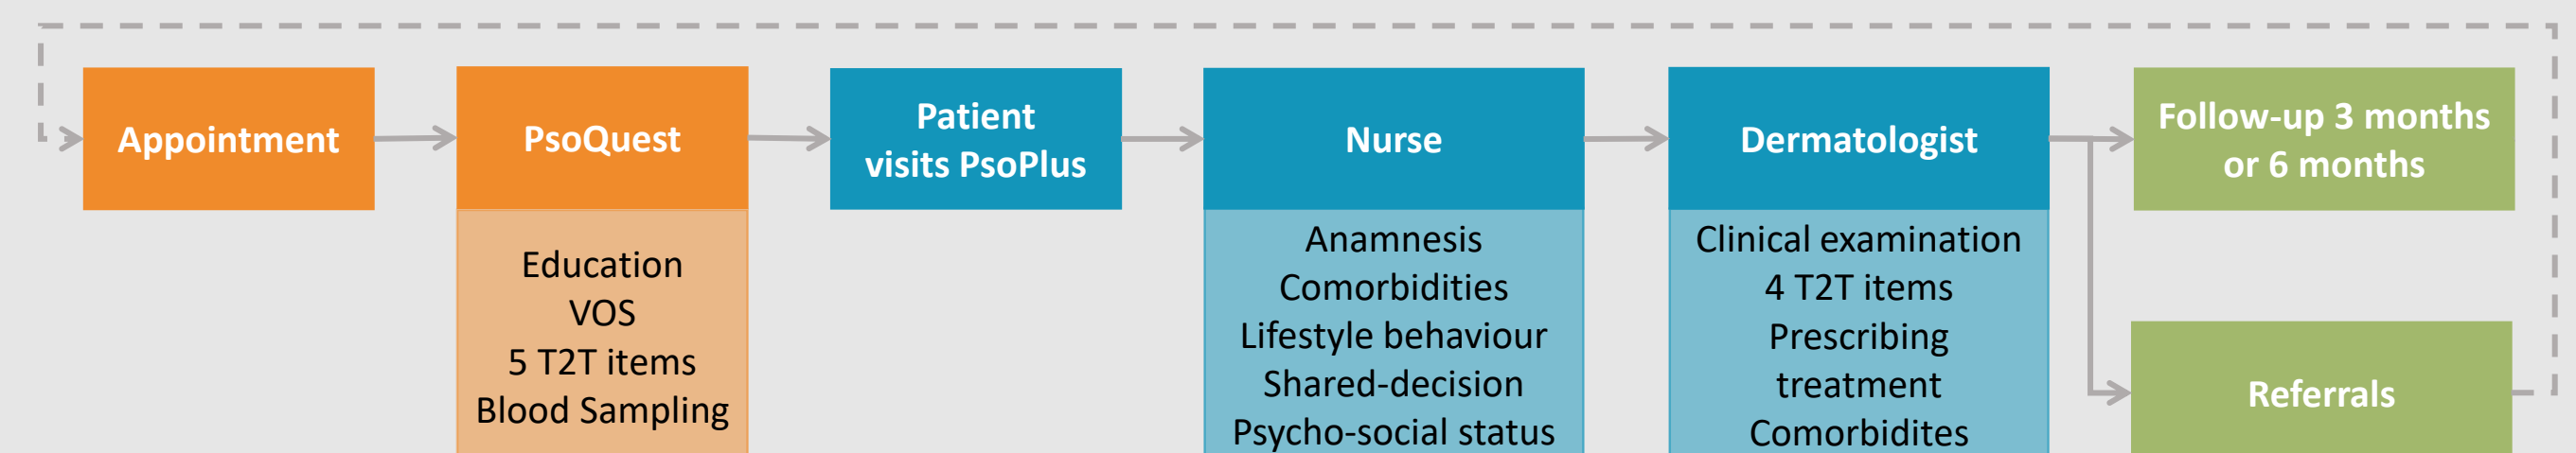 Appointment
PsoQuest
Education
VOS
5 T2T items
Blood Sampling
Patient
visits PsoPlus
Nurse
Anamnesis
Comorbidities
Lifestyle behaviour
Shared-decision
Psycho-social status
Dermatologist
Clinical examination
4 T2T items
Prescribing
treatment
Comorbidites
Follow-up 3 months
or 6 months
Referrals